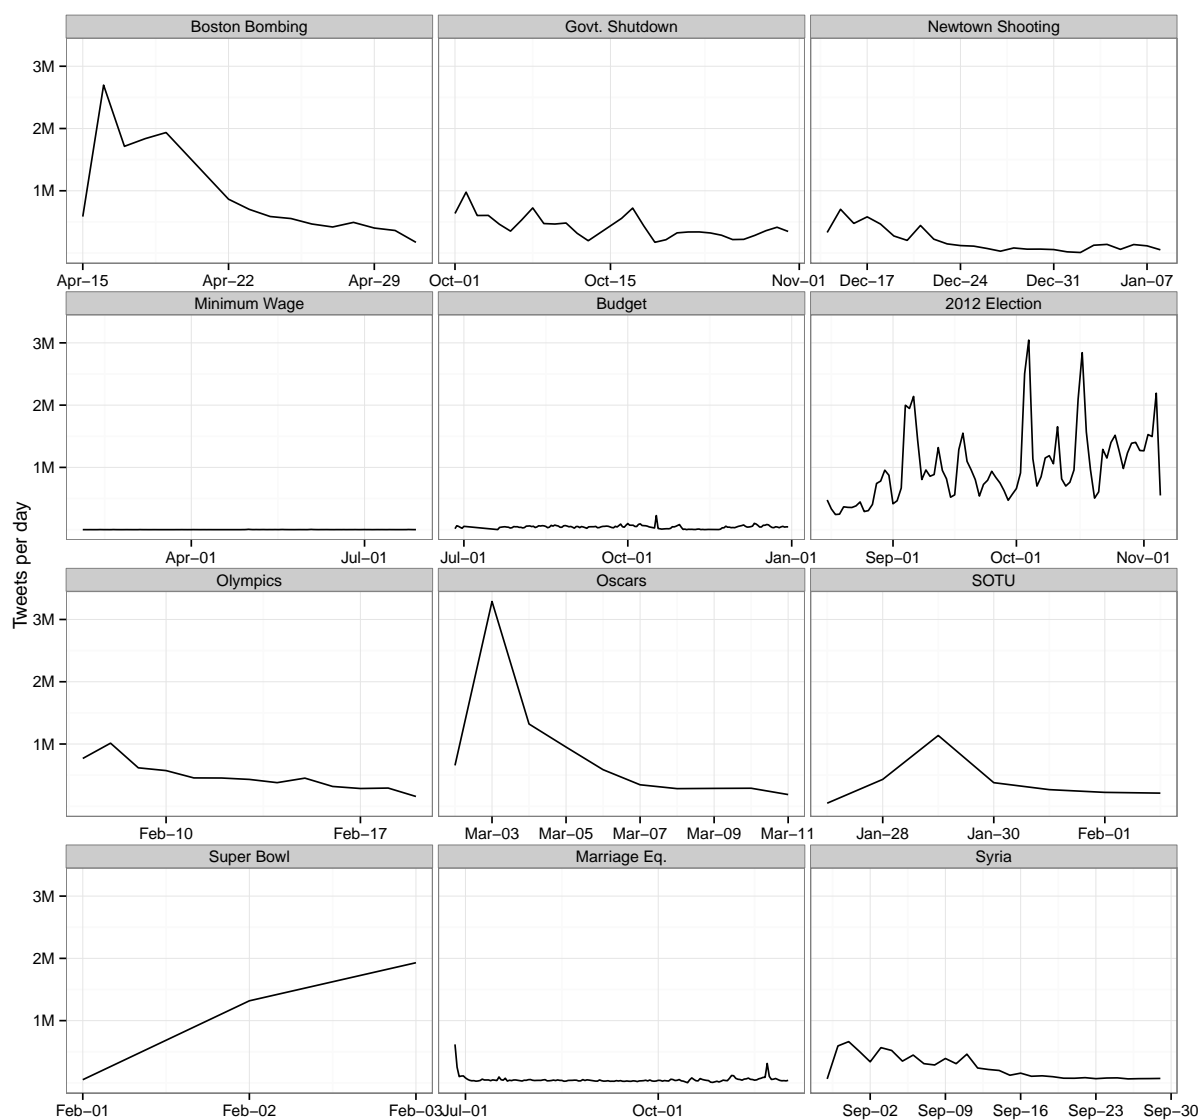 Boston Bombing Govt. Shutdown Newtown Shooting
3M
2M
1M
Apr–15 Apr–22 Apr–29 Oct–01 Oct–15 Nov–01 Dec–17 Dec–24 Dec–31 Jan–07
Minimum Wage Budget 2012 Election
3M
2M
1M
Apr–01 Jul–01 Jul–01 Oct–01 Jan–01 Sep–01 Oct–01 Nov–01
Tweets per day
Olympics Oscars SOTU
3M
2M
1M
Feb–10 Feb–17 Mar–03 Mar–05 Mar–07 Mar–09 Mar–11 Jan–28 Jan–30 Feb–01
Super Bowl Marriage Eq. Syria
3M
2M
1M
Feb–01 Feb–02 Feb–03 Jul–01 Oct–01 Sep–02 Sep–09 Sep–16 Sep–23 Sep–30